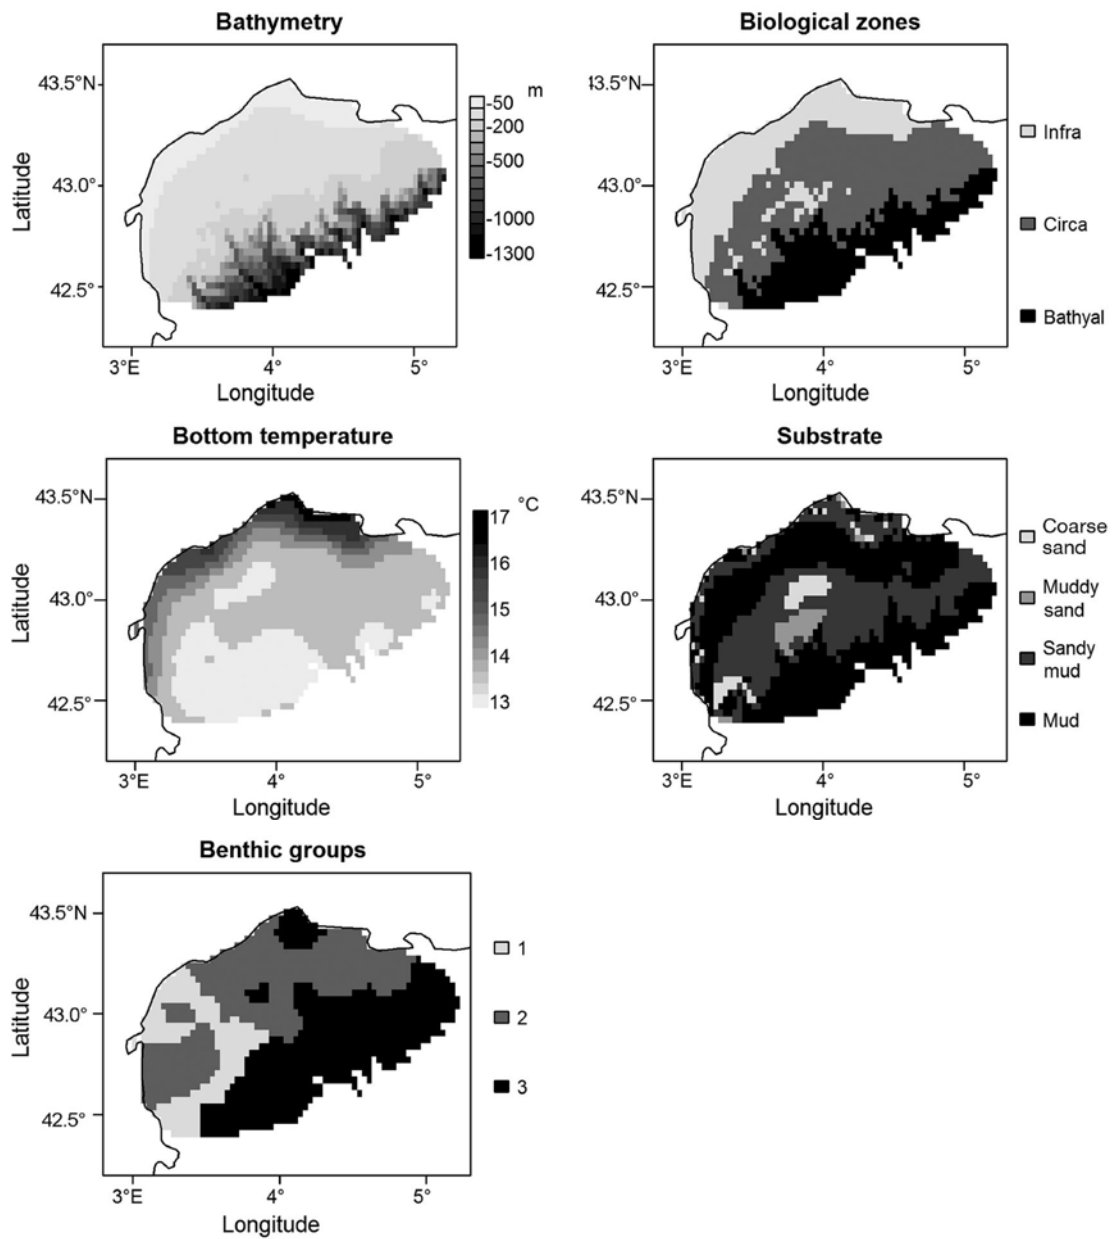 Bathymetry
43.5°N
43.0°
42.5°
Latitude
3°E 4° 5°
Longitude
m
-50
-200
-500
-1000
-1300
Biological zones
43.5°N
43.0°
42.5°
3°E 4° 5°
Longitude
Infra
Circa
Bathyal
Bottom temperature
43.5°N
43.0°
42.5°
Latitude
3°E 4° 5°
Longitude
°C
17
16
15
14
13
Substrate
43.5°N
43.0°
42.5°
3°E 4° 5°
Longitude
Coarse
sand
Muddy
sand
Sandy
mud
Mud
Benthic groups
43.5°N
43.0°
42.5°
Latitude
3°E 4° 5°
Longitude
1
2
3